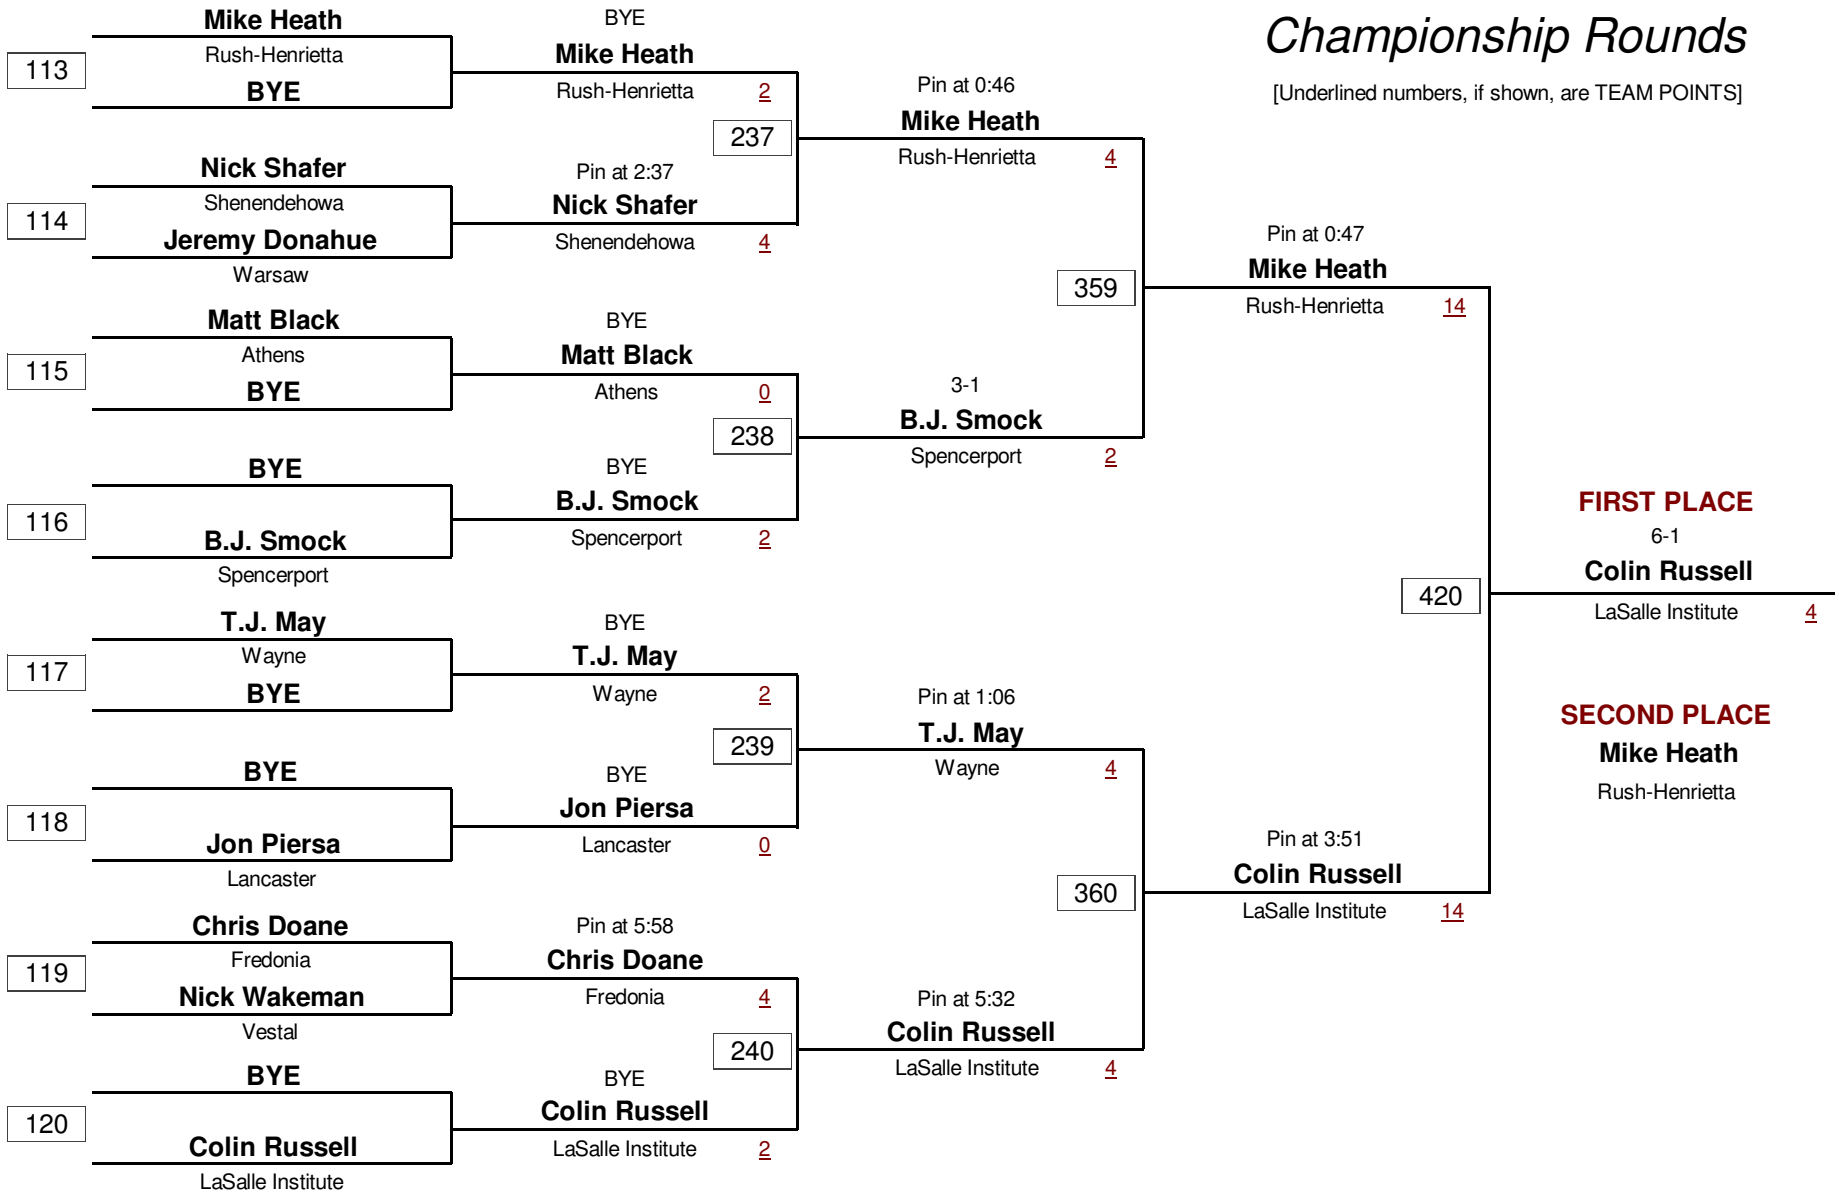 Championship Rounds
[Underlined numbers, if shown, are TEAM POINTS]
113
Mike Heath
Rush-Henrietta
BYE
114
Nick Shafer
Shenendehowa
Jeremy Donahue
Warsaw
115
Matt Black
Athens
BYE
116
BYE
B.J. Smock
Spencerport
117
T.J. May
Wayne
BYE
118
BYE
Jon Piersa
Lancaster
119
Chris Doane
Fredonia
Nick Wakeman
Vestal
120
BYE
Colin Russell
LaSalle Institute
BYE
Mike Heath
Rush-Henrietta 2
237
Pin at 2:37
Nick Shafer
Shenendehowa 4
BYE
Matt Black
Athens 0
238
BYE
B.J. Smock
Spencerport 2
BYE
T.J. May
Wayne 2
239
BYE
Jon Piersa
Lancaster 0
Pin at 5:58
Chris Doane
Fredonia 4
240
BYE
Colin Russell
LaSalle Institute 2
Pin at 0:46
Mike Heath
Rush-Henrietta 4
359
3-1
B.J. Smock
Spencerport 2
Pin at 1:06
T.J. May
Wayne 4
360
Pin at 5:32
Colin Russell
LaSalle Institute 4
Pin at 0:47
Mike Heath
Rush-Henrietta 14
420
Pin at 3:51
Colin Russell
LaSalle Institute 14
FIRST PLACE
6-1
Colin Russell
LaSalle Institute 4
SECOND PLACE
Mike Heath
Rush-Henrietta